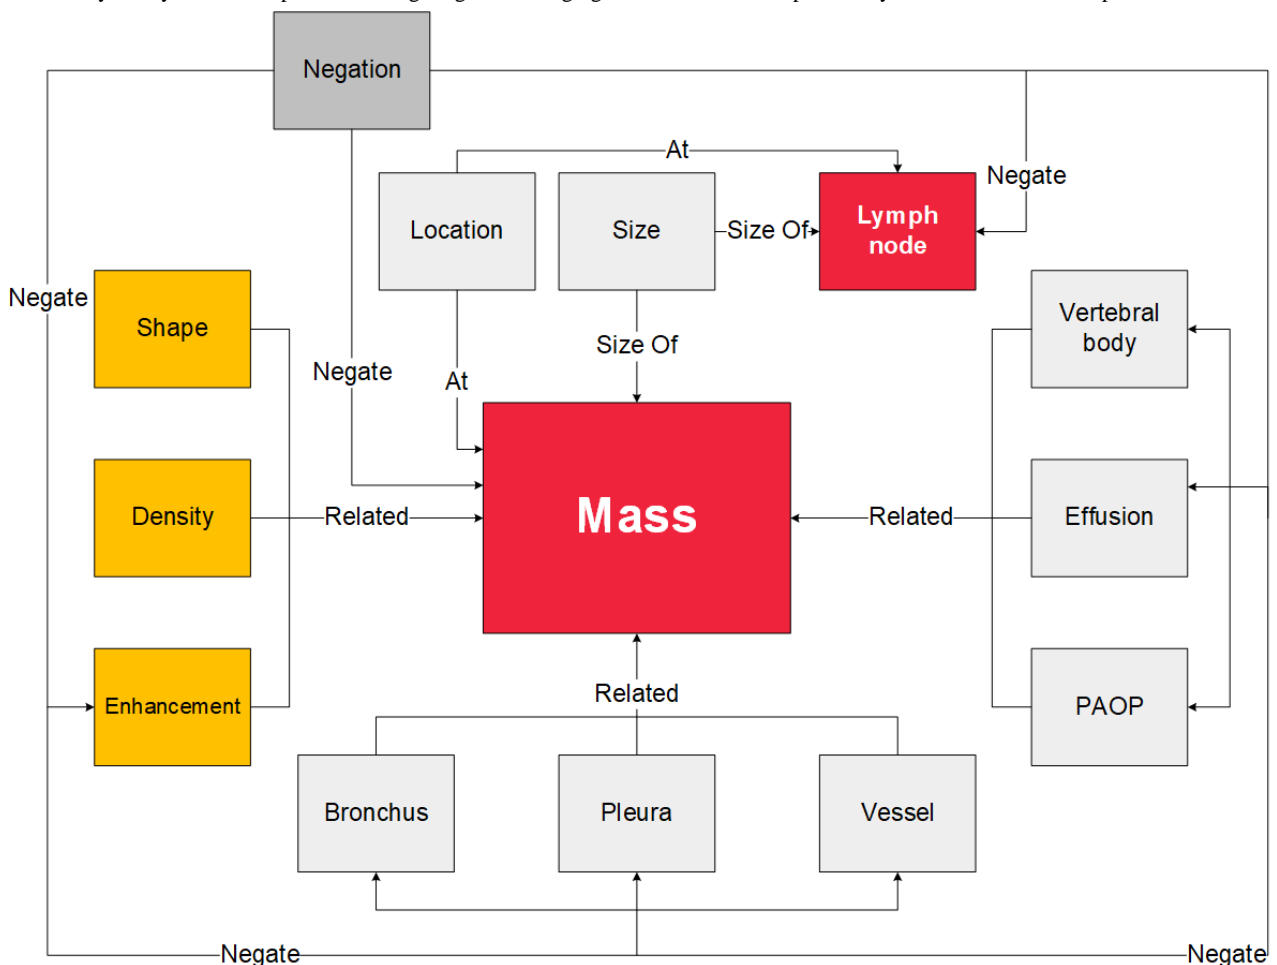 Negation
At
Negate
Location
Size
Size Of
Lymph
node
Negate
Shape
Vertebral
body
Size Of
Negate
At
Density
Related
Mass
Related
Effusion
Enhancement
Related
PAOP
Bronchus
Pleura
Vessel
Negate
Negate